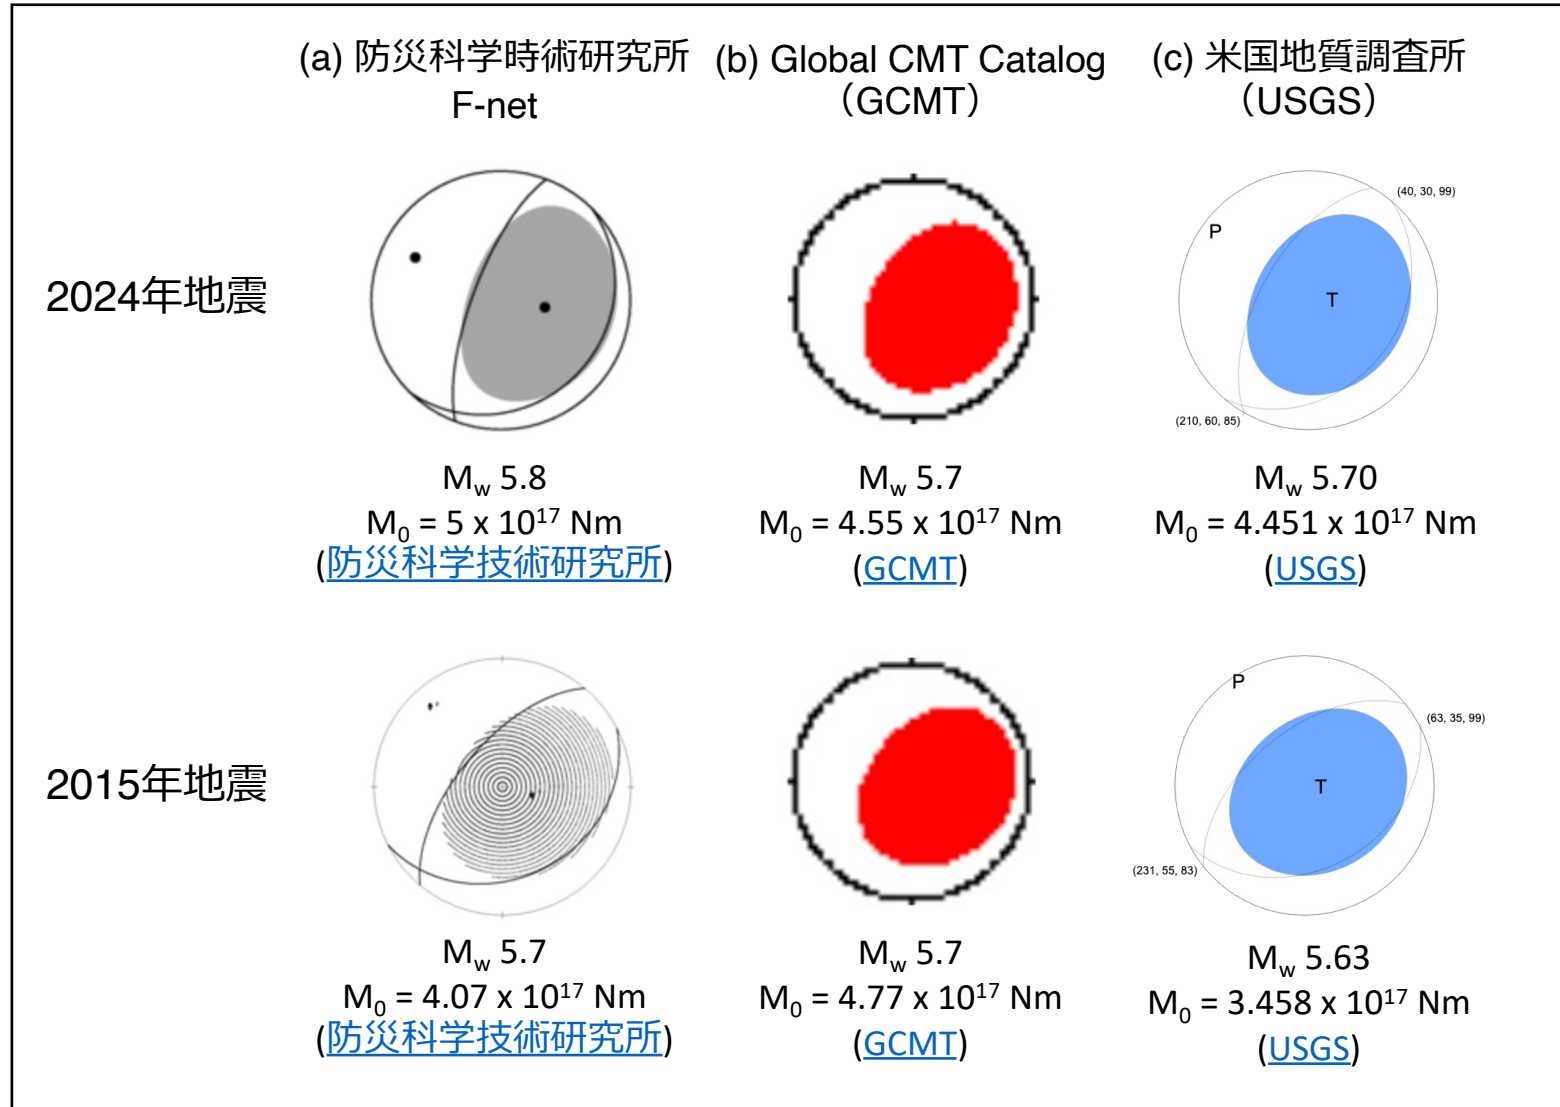 (a) 防災科学時術研究所
F-net
(b) Global CMT Catalog
（GCMT）
(c) 米国地質調査所
（USGS）
2024年地震
P
T
(40, 30, 99)
(210, 60, 85)
Mw 5.8
M0 = 5 x 10^17 Nm
(防災科学技術研究所)
Mw 5.7
M0 = 4.55 x 10^17 Nm
(GCMT)
Mw 5.70
M0 = 4.451 x 10^17 Nm
(USGS)
2015年地震
P
T
(63, 35, 99)
(231, 55, 83)
Mw 5.7
M0 = 4.07 x 10^17 Nm
(防災科学技術研究所)
Mw 5.7
M0 = 4.77 x 10^17 Nm
(GCMT)
Mw 5.63
M0 = 3.458 x 10^17 Nm
(USGS)